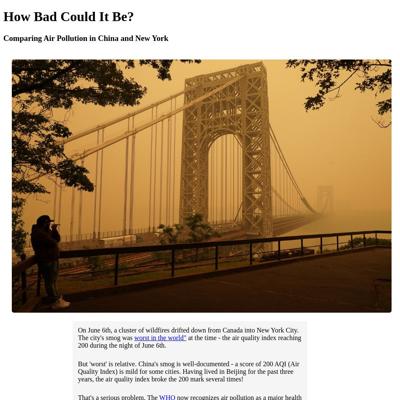 How Bad Could It Be?
Comparing Air Pollution in China and New York
On June 6th, a cluster of wildfires drifted down from Canada into New York City.
The city's smog was worst in the world" at the time - the air quality index reaching
200 during the night of June 6th.
But 'worst' is relative. China's smog is well-documented - a score of 200 AQI (Air
Quality Index) is mild for some cities. Having lived in Beijing for the past three
years, the air quality index broke the 200 mark several times!
That's a serious problem. The WHO now recognizes air pollution as a major health